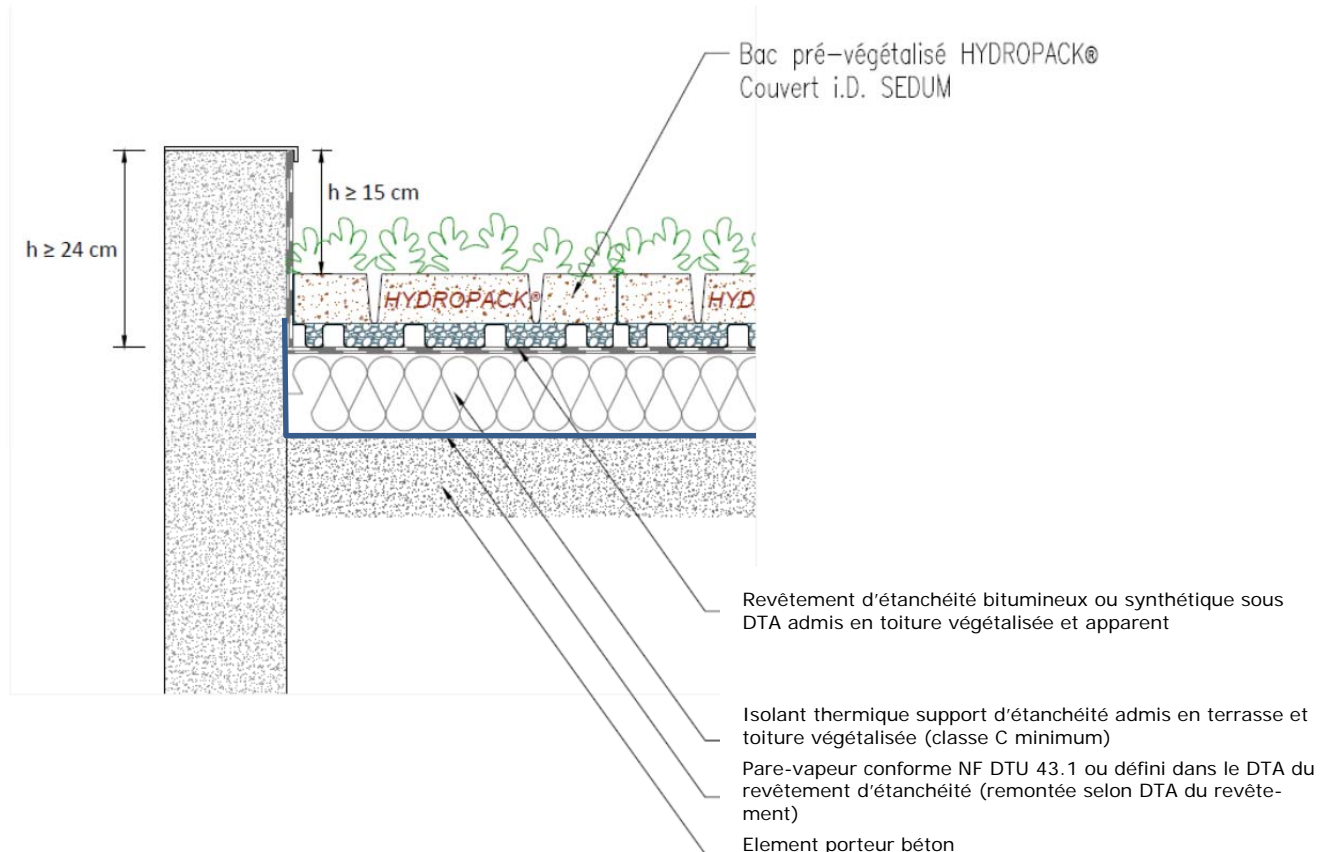 Bac pré-végétalisé HYDROPACK®
Couvert i.D. SEDUM
h ≥ 15 cm
h ≥ 24 cm
HYDROPACK®
HYD
Revêtement d'étanchéité bitumineux ou synthétique sous
DTA admis en toiture végétalisée et apparent
Isolant thermique support d'étanchéité admis en terrasse et
toiture végétalisée (classe C minimum)
Pare-vapeur conforme NF DTU 43.1 ou défini dans le DTA du
revêtement d'étanchéité (remontée selon DTA du revête-
ment)
Element porteur béton